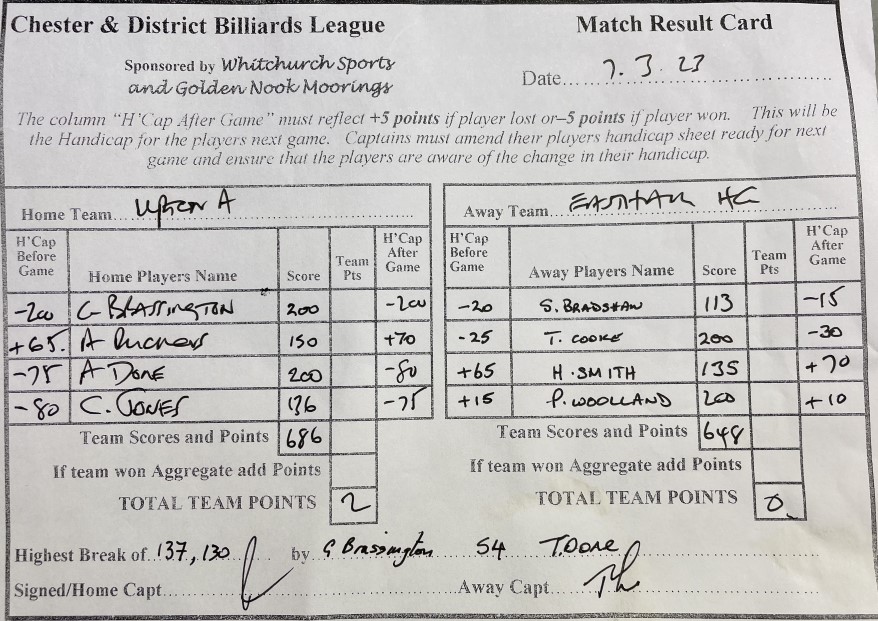 Chester & District Billiards League Match Result Card
Sponsored by Whitchurch Sports
and Golden Nook Moorings
Date 7. 3. 23
The column "H'Cap After Game" must reflect +5 points if player lost or–5 points if player won. This will be
the Handicap for the players next game. Captains must amend their players handicap sheet ready for next
game and ensure that the players are aware of the change in their handicap.
Home Team Upton A Away Team EASTHAM HC
H'Cap Before Game Home Players Name Score Team Pts H'Cap After Game H'Cap Before Game Away Players Name Score Team Pts H'Cap After Game
-200 G BRASSINGTON 200 -200 -20 S. BRADSHAW 113 -15
+65. A 150 +70 -25 T. COOKE 200 -30
-75 A DONE 200 -80 +65 H. SMITH 135 +70
-80 C. JONES 136 -75 +15 P. WOOLLAND 200 +10
Team Scores and Points 686 Team Scores and Points 648
If team won Aggregate add Points If team won Aggregate add Points
TOTAL TEAM POINTS 2 TOTAL TEAM POINTS 0
Highest Break of 137, 130 by G Brassington 54 T. Done
Signed/Home Capt Away Capt